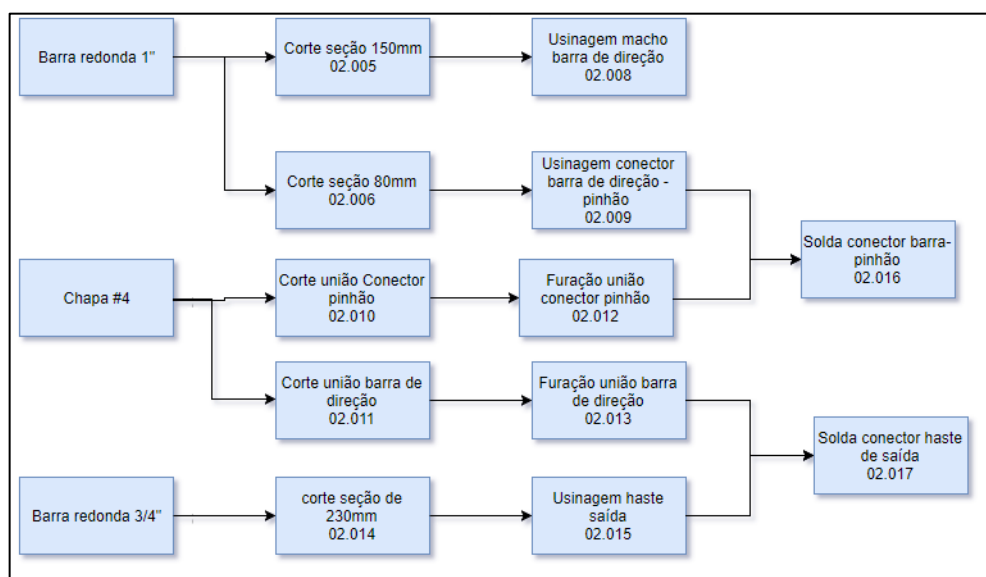 Barra redonda 1"
Corte seção 150mm
02.005
Usinagem macho
barra de direção
02.008
Corte seção 80mm
02.006
Usinagem conector
barra de direção -
pinhão
02.009
Solda conector barra-
pinhão
02.016
Chapa #4
Corte união Conector
pinhão
02.010
Furação união
conector pinhão
02.012
Corte união barra de
direção
02.011
Furação união barra
de direção
02.013
Solda conector haste
de saída
02.017
Barra redonda 3/4"
corte seção de
230mm
02.014
Usinagem haste
saída
02.015